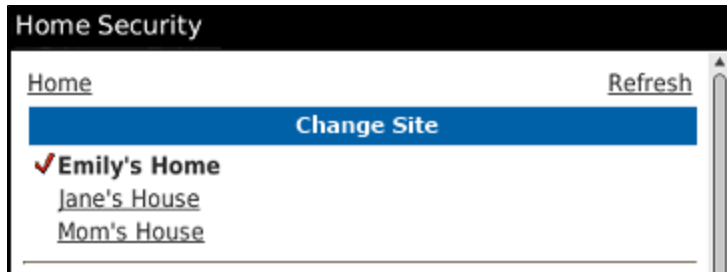 Home Security
Home Refresh
Change Site
Emily's Home
Jane's House
Mom's House